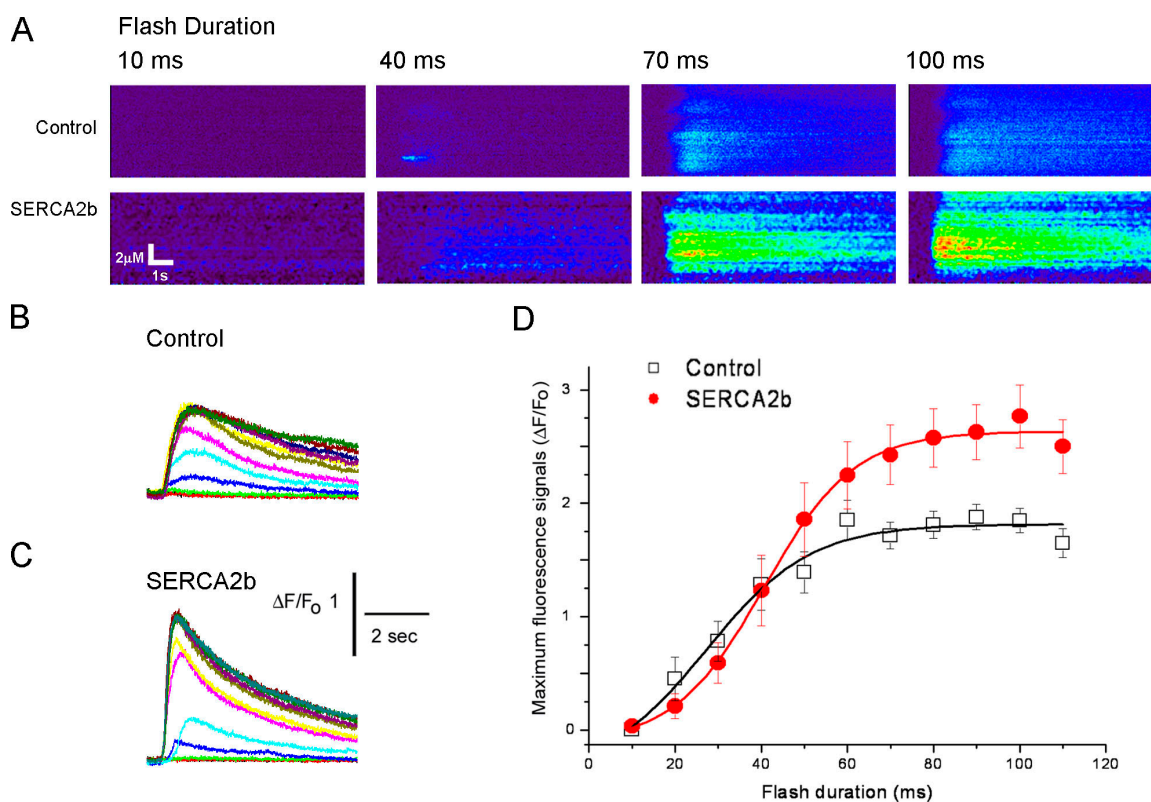 A
Flash Duration
10 ms
40 ms
70 ms
100 ms
Control
SERCA2b
2μM
1s
B
Control
C
SERCA2b
ΔF/Fo 1
2 sec
D
Control
SERCA2b
Maximum fluorescence signals (ΔF/Fo)
3
2
1
0
0 20 40 60 80 100 120
Flash duration (ms)